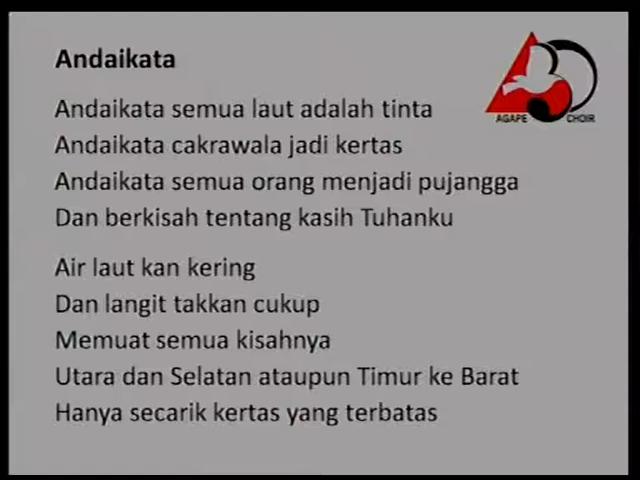 Andaikata
AGAPE CHOIR
Andaikata semua laut adalah tinta
Andaikata cakrawala jadi kertas
Andaikata semua orang menjadi pujangga
Dan berkisah tentang kasih Tuhanku
Air laut kan kering
Dan langit takkan cukup
Memuat semua kisahnya
Utara dan Selatan ataupun Timur ke Barat
Hanya secarik kertas yang terbatas